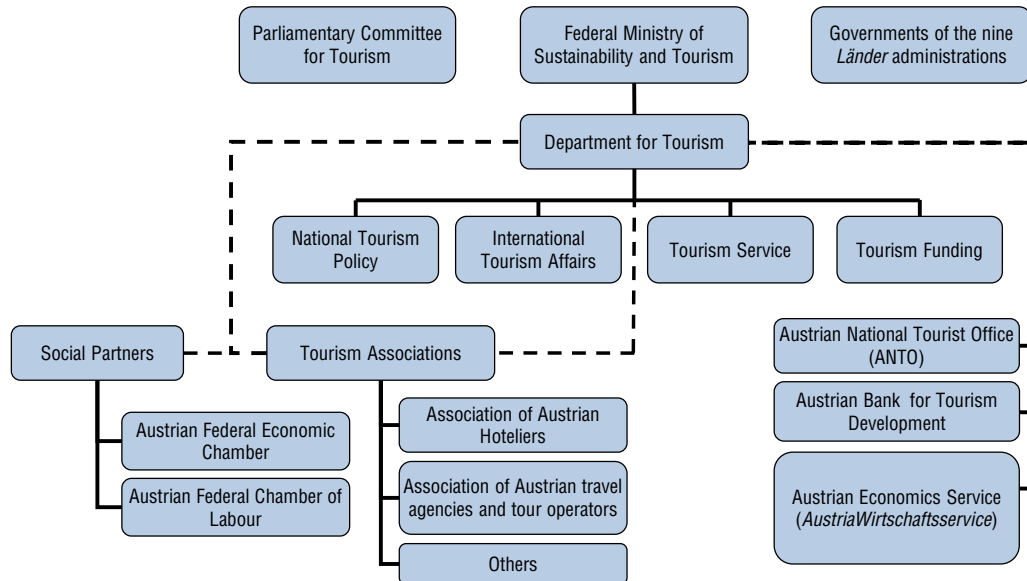 Parliamentary Committee
for Tourism
Federal Ministry of
Sustainability and Tourism
Governments of the nine
Länder administrations
Department for Tourism
National Tourism
Policy
International
Tourism Affairs
Tourism Service
Tourism Funding
Social Partners
Tourism Associations
Austrian National Tourist Office
(ANTO)
Austrian Federal Economic
Chamber
Association of Austrian
Hoteliers
Austrian Bank for Tourism
Development
Austrian Federal Chamber of
Labour
Association of Austrian travel
agencies and tour operators
Austrian Economics Service
(AustriaWirtschaftsservice)
Others